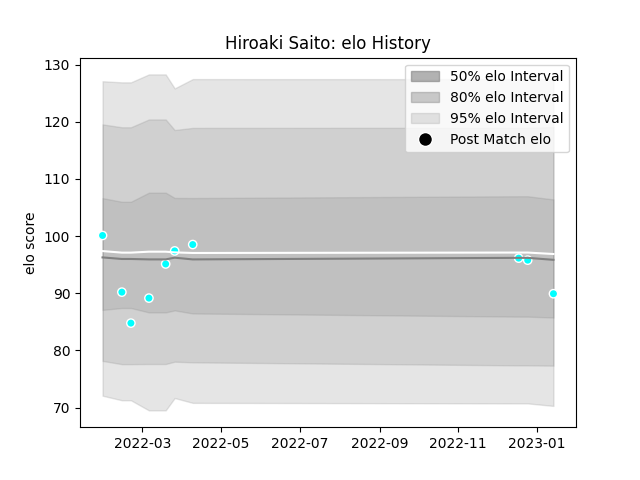 Hiroaki Saito: elo History
50% elo Interval
80% elo Interval
95% elo Interval
Post Match elo
elo score
130
120
110
100
90
80
70
2022-03 2022-05 2022-07 2022-09 2022-11 2023-01